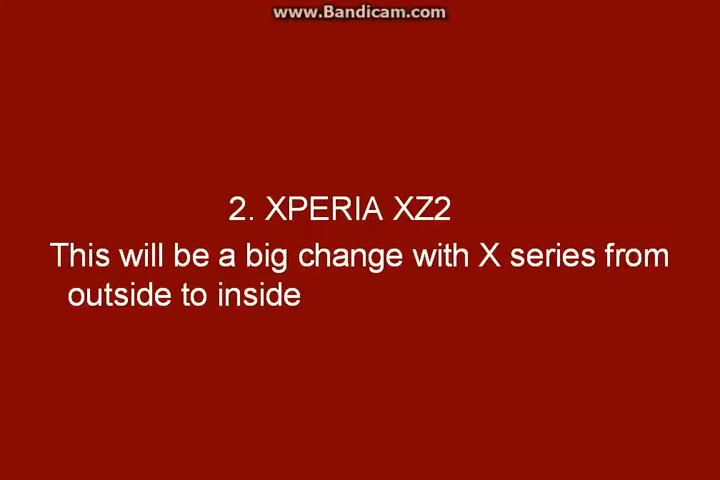 www.Bandicam.com
2. XPERIA XZ2
This will be a big change with X series from
outside to inside